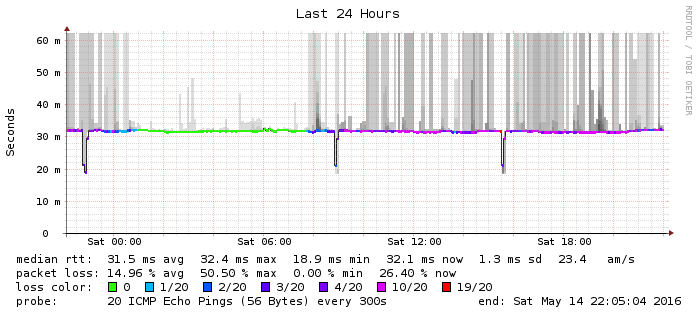 Last 24 Hours
RRDTOOL / TOBI OETIKER
Seconds
60 m
50 m
40 m
30 m
20 m
10 m
0
Sat 00:00 Sat 06:00 Sat 12:00 Sat 18:00
median rtt: 31.5 ms avg 32.4 ms max 18.9 ms min 32.1 ms now 1.3 ms sd 23.4 am/s
packet loss: 14.96 % avg 50.50 % max 0.00 % min 26.40 % now
loss color: 0 1/20 2/20 3/20 4/20 10/20 19/20
probe: 20 ICMP Echo Pings (56 Bytes) every 300s end: Sat May 14 22:05:04 2016